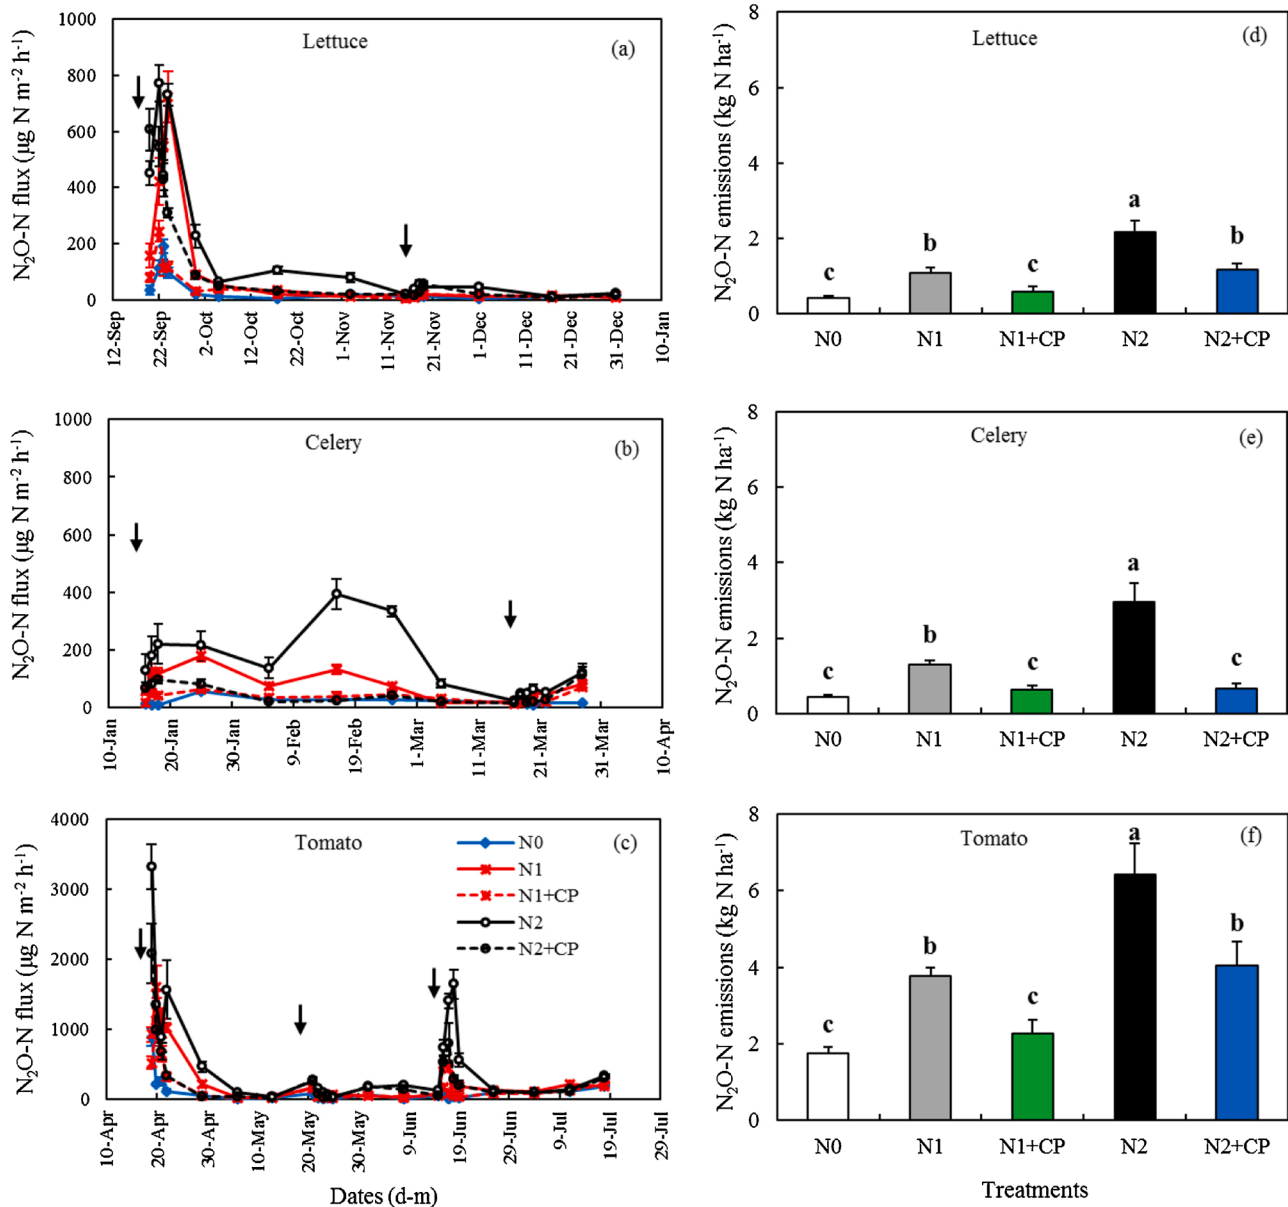 N₂O-N flux (µg N m⁻² h⁻¹)
1000
800
600
400
200
0
Lettuce
(a)
12-Sep
22-Sep
2-Oct
12-Oct
22-Oct
1-Nov
11-Nov
21-Nov
1-Dec
11-Dec
21-Dec
31-Dec
10-Jan
N₂O-N emissions (kg N ha⁻¹)
8
6
4
2
0
Lettuce
(d)
c
b
c
a
b
N0 N1 N1+CP N2 N2+CP
N₂O-N flux (µg N m⁻² h⁻¹)
1000
800
600
400
200
0
Celery
(b)
10-Jan
20-Jan
30-Jan
9-Feb
19-Feb
1-Mar
11-Mar
21-Mar
31-Mar
10-Apr
N₂O-N emissions (kg N ha⁻¹)
8
6
4
2
0
Celery
(e)
c
b
c
a
c
N0 N1 N1+CP N2 N2+CP
N₂O-N flux (µg N m⁻² h⁻¹)
4000
3000
2000
1000
0
Tomato
(c)
N0
N1
N1+CP
N2
N2+CP
10-Apr
20-Apr
30-Apr
10-May
20-May
30-May
9-Jun
19-Jun
29-Jun
9-Jul
19-Jul
29-Jul
Dates (d-m)
N₂O-N emissions (kg N ha⁻¹)
8
6
4
2
0
Tomato
(f)
c
b
c
a
b
N0 N1 N1+CP N2 N2+CP
Treatments